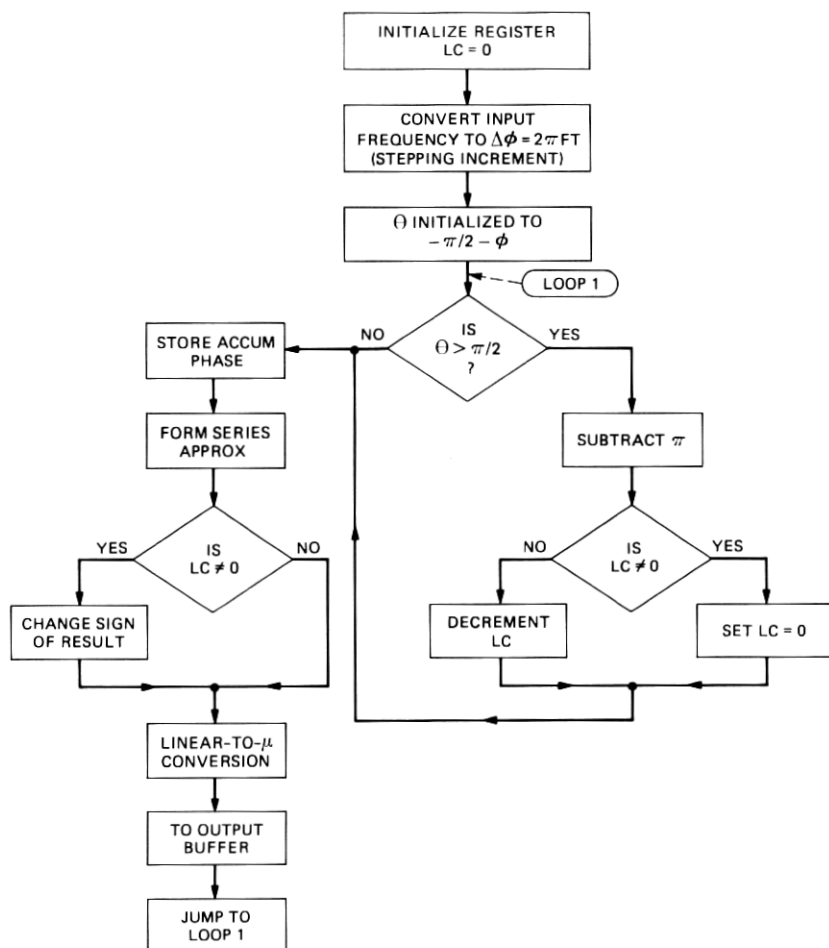 INITIALIZE REGISTER
LC = 0
CONVERT INPUT
FREQUENCY TO Δϕ = 2πFT
(STEPPING INCREMENT)
Θ INITIALIZED TO
− π/2 − ϕ
LOOP 1
IS
Θ > π/2
?
NO
YES
STORE ACCUM
PHASE
FORM SERIES
APPROX
IS
LC ≠ 0
YES
NO
CHANGE SIGN
OF RESULT
SUBTRACT π
IS
LC ≠ 0
NO
YES
DECREMENT
LC
SET LC = 0
LINEAR-TO-μ
CONVERSION
TO OUTPUT
BUFFER
JUMP TO
LOOP 1